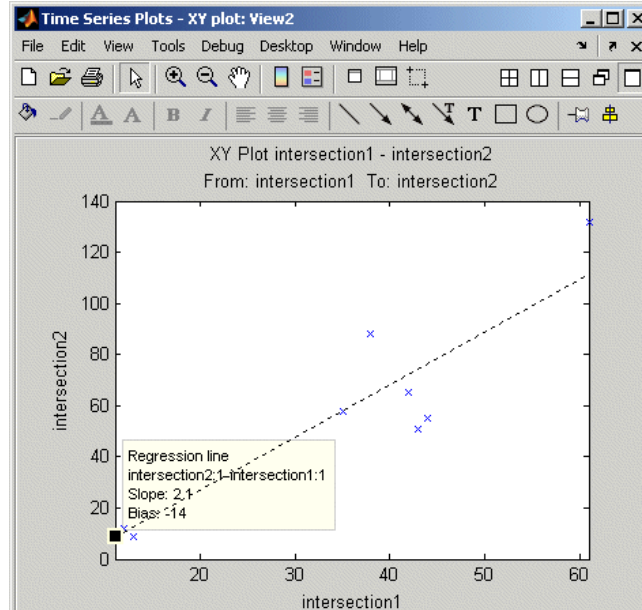 Time Series Plots - XY plot: View2
File Edit View Tools Debug Desktop Window Help
A A B I T T
XY Plot intersection1 - intersection2
From: intersection1 To: intersection2
140
120
100
80
60
40
20
0
intersection2
Regression line
intersection2:1-intersection1:1
Slope: 2.1
Bias: -14
20 30 40 50 60
intersection1